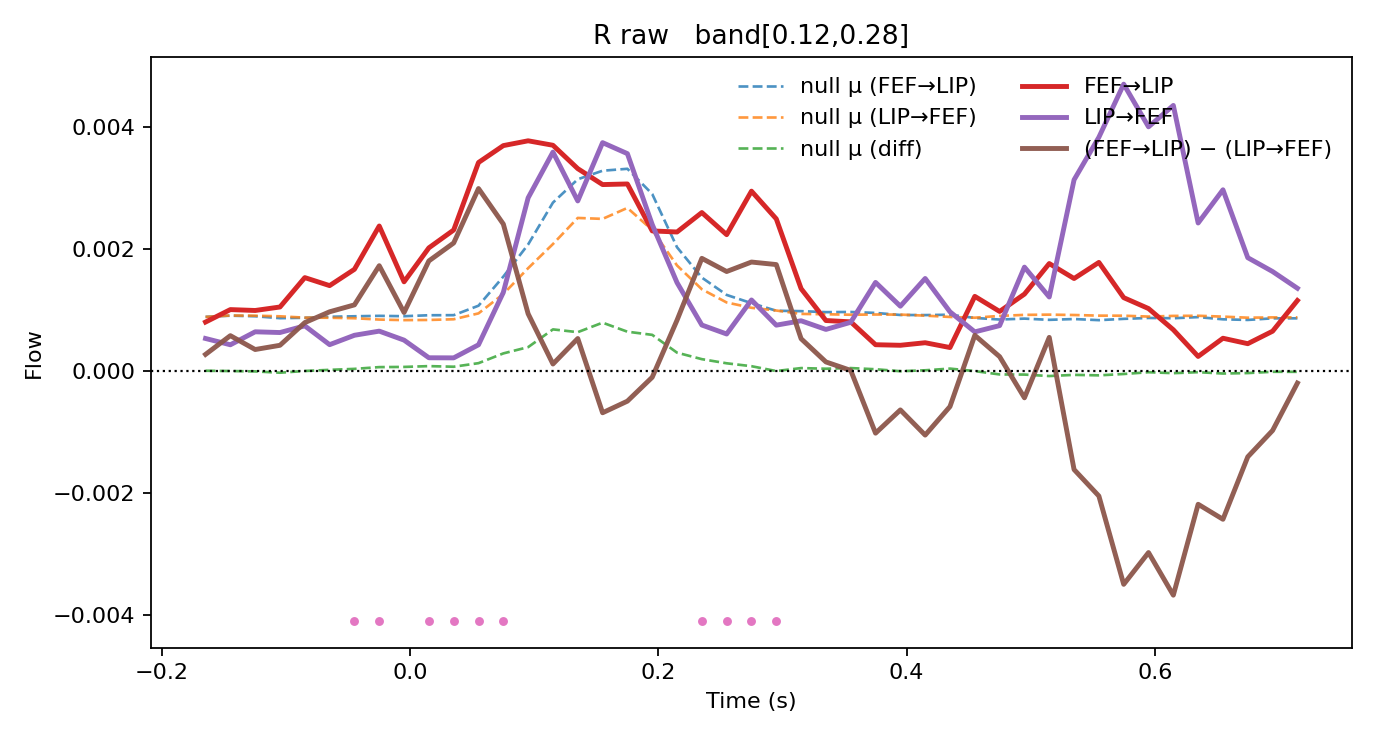 R raw   band[0.12,0.28]
null μ (FEF→LIP)
null μ (LIP→FEF)
null μ (diff)
FEF→LIP
LIP→FEF
(FEF→LIP) − (LIP→FEF)
Flow
0.004
0.002
0.000
−0.002
−0.004
−0.2
0.0
0.2
0.4
0.6
Time (s)